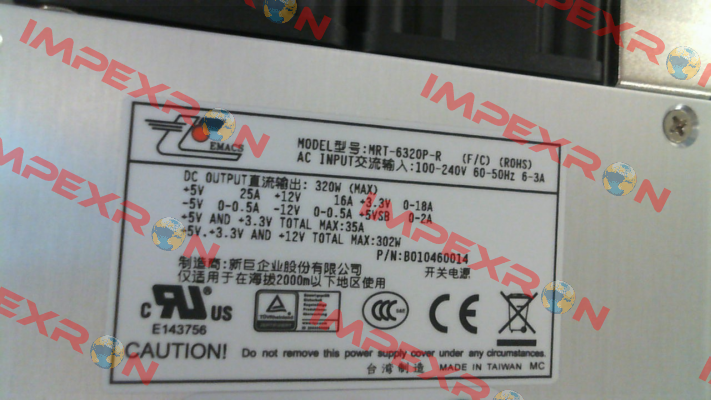 EMACS
MODEL型号:MRT-6320P-R (F/C) (ROHS)
AC INPUT交流输入:100-240V 60-50Hz 6-3A
DC OUTPUT直流输出: 320W (MAX)
+5V 25A +12V 16A +3.3V 0-18A
-5V 0-0.5A -12V 0-0.5A +5VSB 0-2A
+5V AND +3.3V TOTAL MAX:35A
+5V.+3.3V AND +12V TOTAL MAX:302W
P/N:B010460014
制造商:新巨企业股份有限公司 开关电源
仅适用于在海拔2000m以下地区使用
c RU US
E143756
CCC
CE
CAUTION! Do not remove this power supply cover under any circumstances.
台湾制造 MADE IN TAIWAN MC
IMPEXRON
IMPEXRON
IMPEXRON
IMPEXRON
IMPEXRON
IMPEXRON